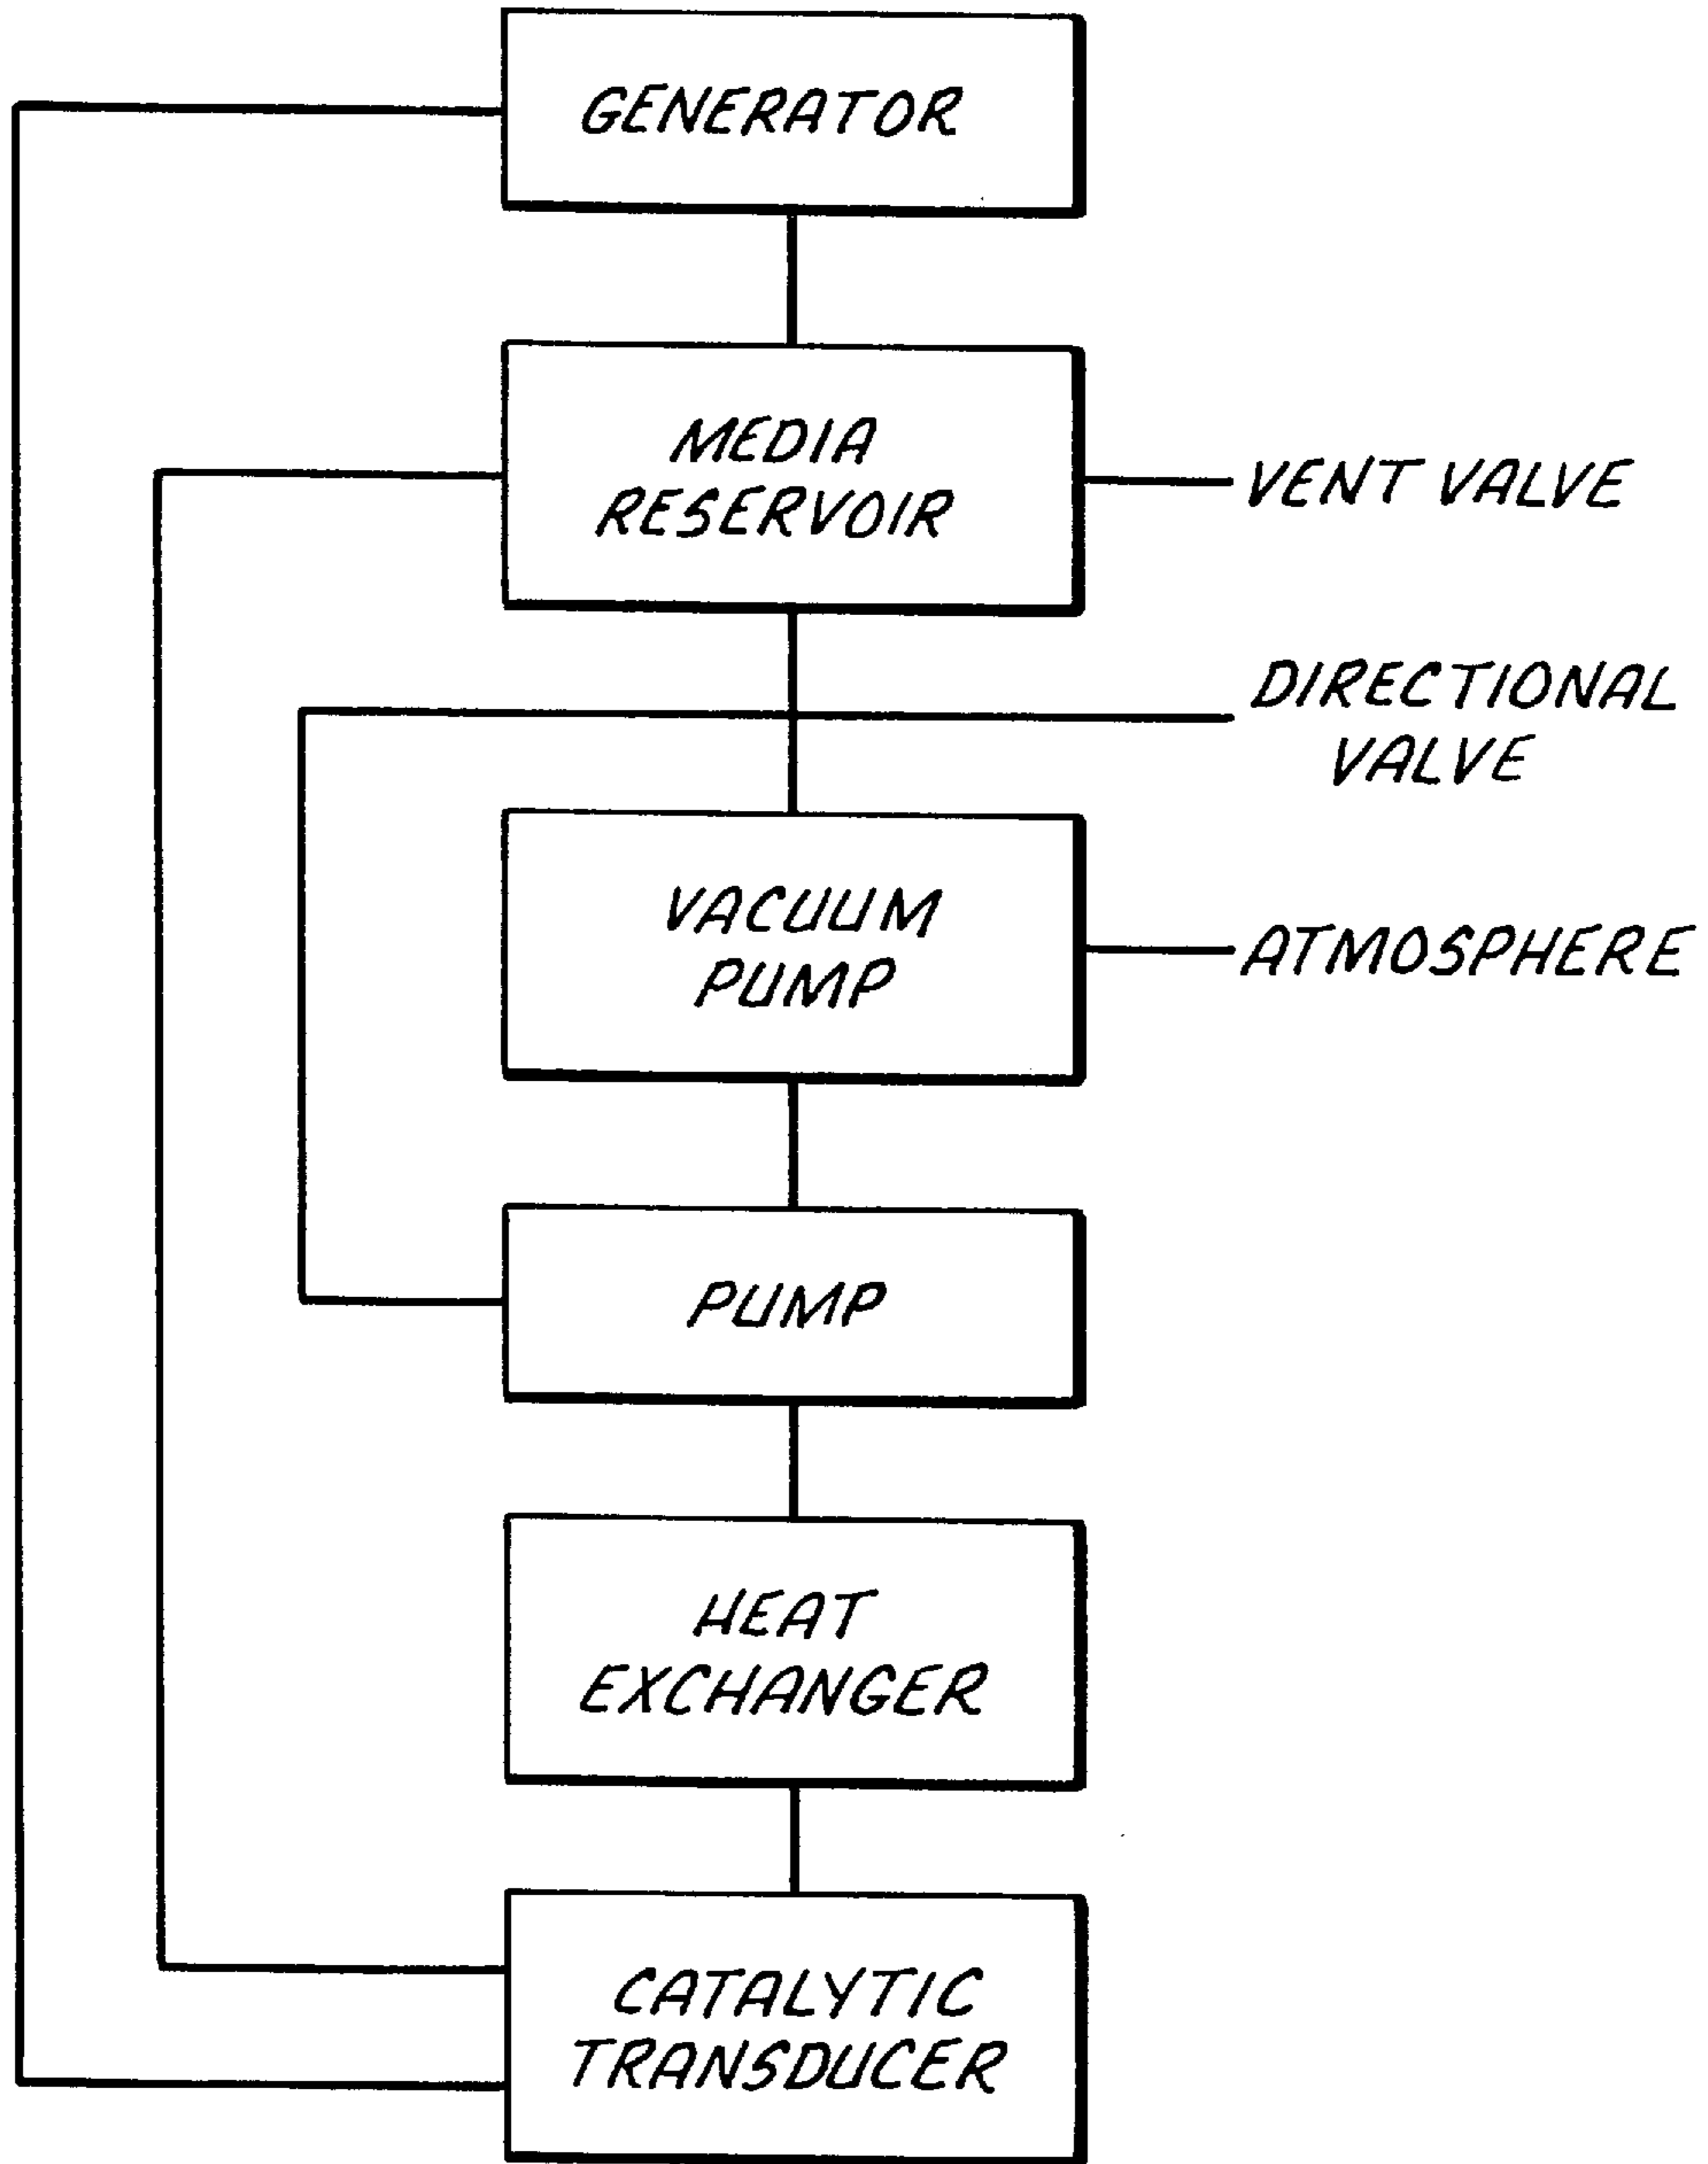 GENERATOR
MEDIA
RESERVOIR
VENT VALVE
DIRECTIONAL
VALVE
VACUUM
PUMP
ATMOSPHERE
PUMP
HEAT
EXCHANGER
CATALYTIC
TRANSDUCER